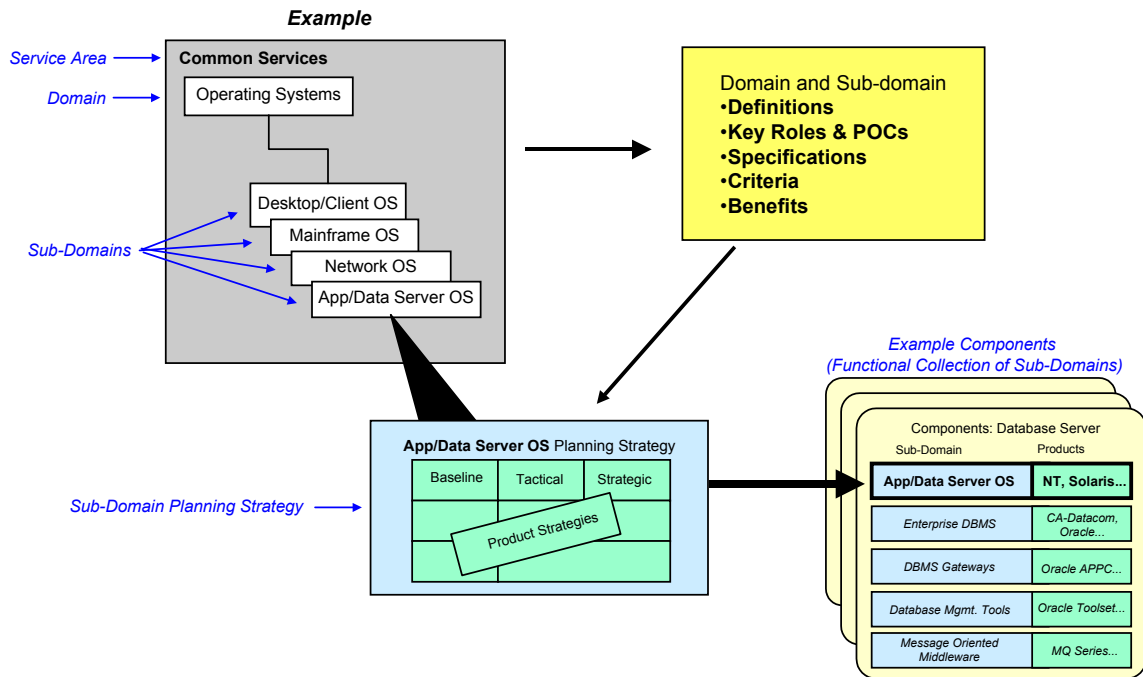 Example
Service Area
Common Services
Domain
Operating Systems
Desktop/Client OS
Mainframe OS
Sub-Domains
Network OS
App/Data Server OS
Domain and Sub-domain
•Definitions
•Key Roles & POCs
•Specifications
•Criteria
•Benefits
Sub-Domain Planning Strategy
App/Data Server OS Planning Strategy
Baseline Tactical Strategic
Product Strategies
Example Components
(Functional Collection of Sub-Domains)
Components: Database Server
Sub-Domain Products
App/Data Server OS NT, Solaris...
Enterprise DBMS CA-Datacom,
Oracle...
DBMS Gateways Oracle APPC...
Database Mgmt. Tools Oracle Toolset...
Message Oriented
Middleware MQ Series...